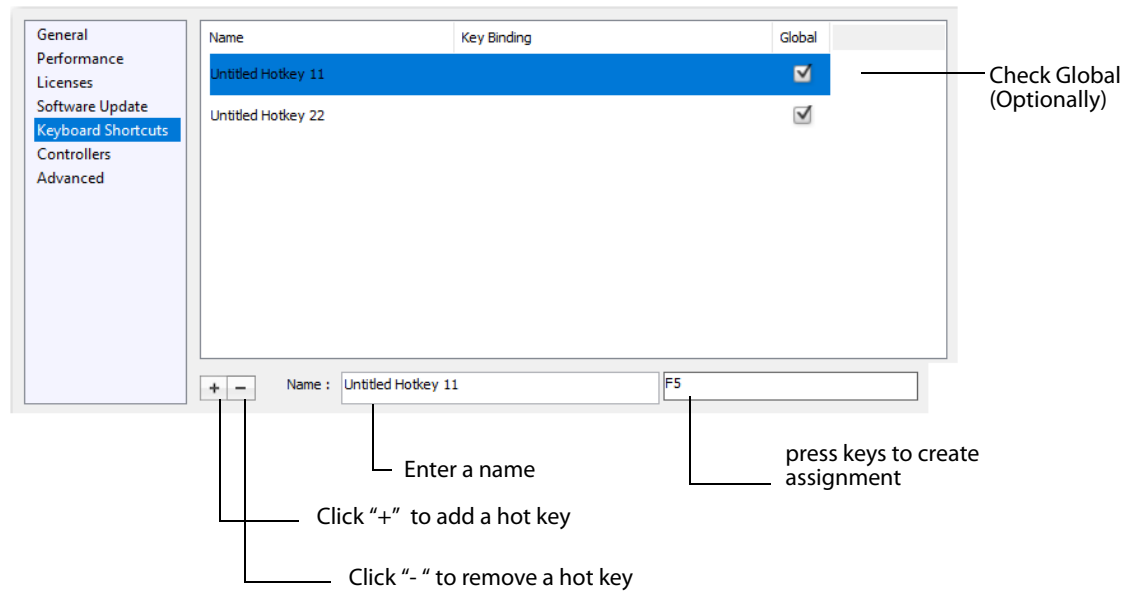 General
Performance
Licenses
Software Update
Keyboard Shortcuts
Controllers
Advanced
Name Key Binding Global
Untitled Hotkey 11
Untitled Hotkey 22
Check Global
(Optionally)
+ − Name : Untitled Hotkey 11 F5
Enter a name
press keys to create
assignment
Click “+” to add a hot key
Click “- “ to remove a hot key